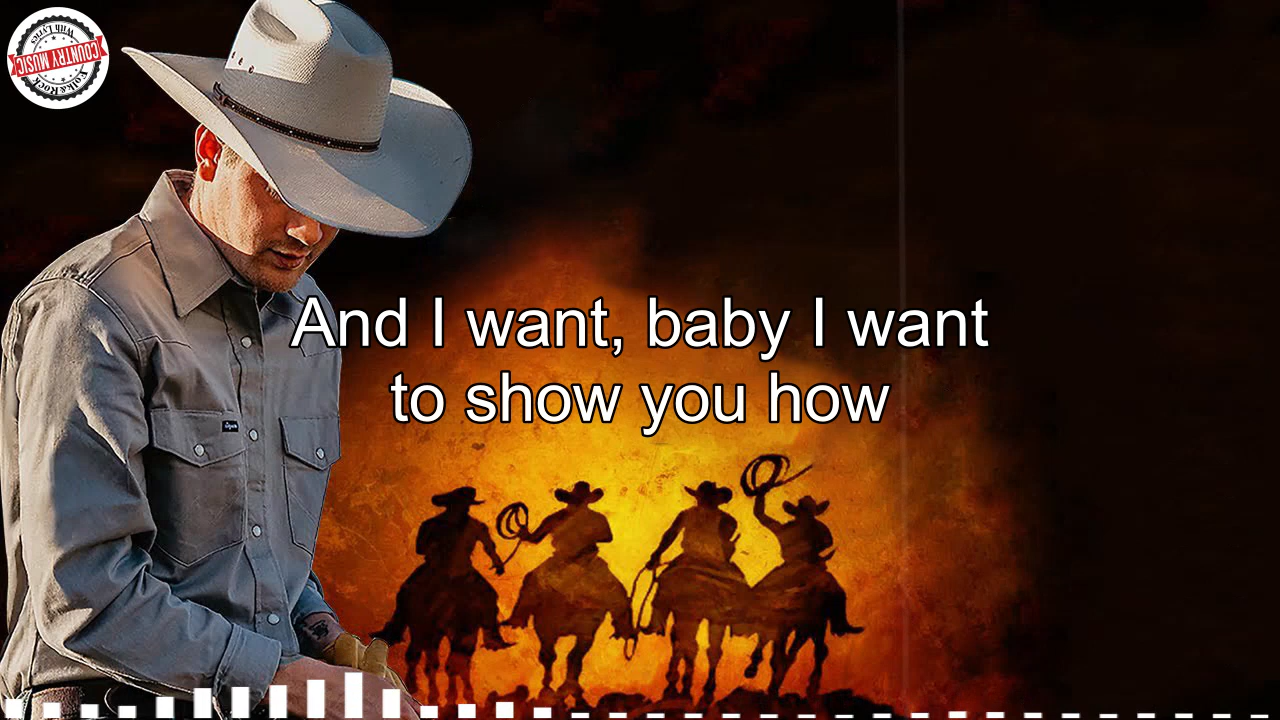 With Lyrics
COUNTRY MUSIC
Folk & Rock
And I want, baby I want
to show you how